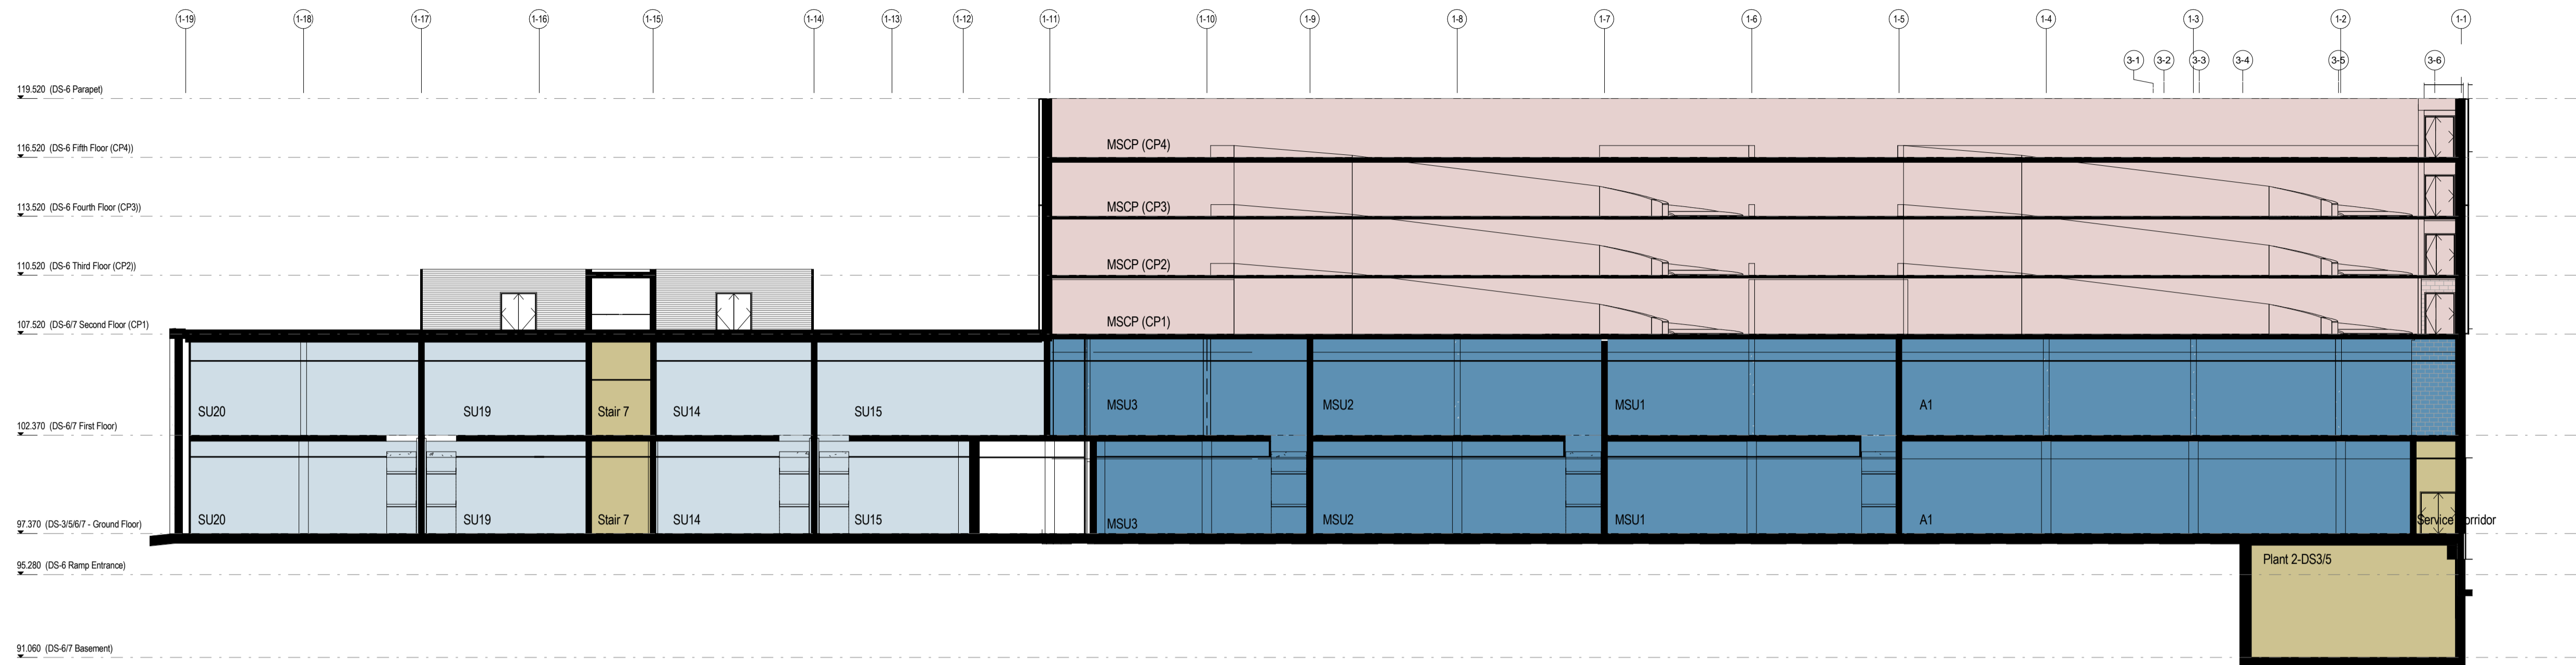 1-19 1-18 1-17 1-16 1-15 1-14 1-13 1-12 1-11 1-10 1-9 1-8 1-7 1-6 1-5 1-4 1-3 1-2 1-1
3-1 3-2 3-3 3-4 3-5 3-6
119.520 (DS-6 Parapet)
MSCP (CP4)
116.520 (DS-6 Fifth Floor (CP4))
MSCP (CP3)
113.520 (DS-6 Fourth Floor (CP3))
MSCP (CP2)
110.520 (DS-6 Third Floor (CP2))
MSCP (CP1)
107.520 (DS-6/7 Second Floor (CP1)
SU20 SU19 Stair 7 SU14 SU15 MSU3 MSU2 MSU1 A1
102.370 (DS-6/7 First Floor)
SU20 SU19 Stair 7 SU14 SU15 MSU3 MSU2 MSU1 A1 Service Corridor
97.370 (DS-3/5/6/7 - Ground Floor)
Plant 2-DS3/5
95.280 (DS-6 Ramp Entrance)
91.060 (DS-6/7 Basement)